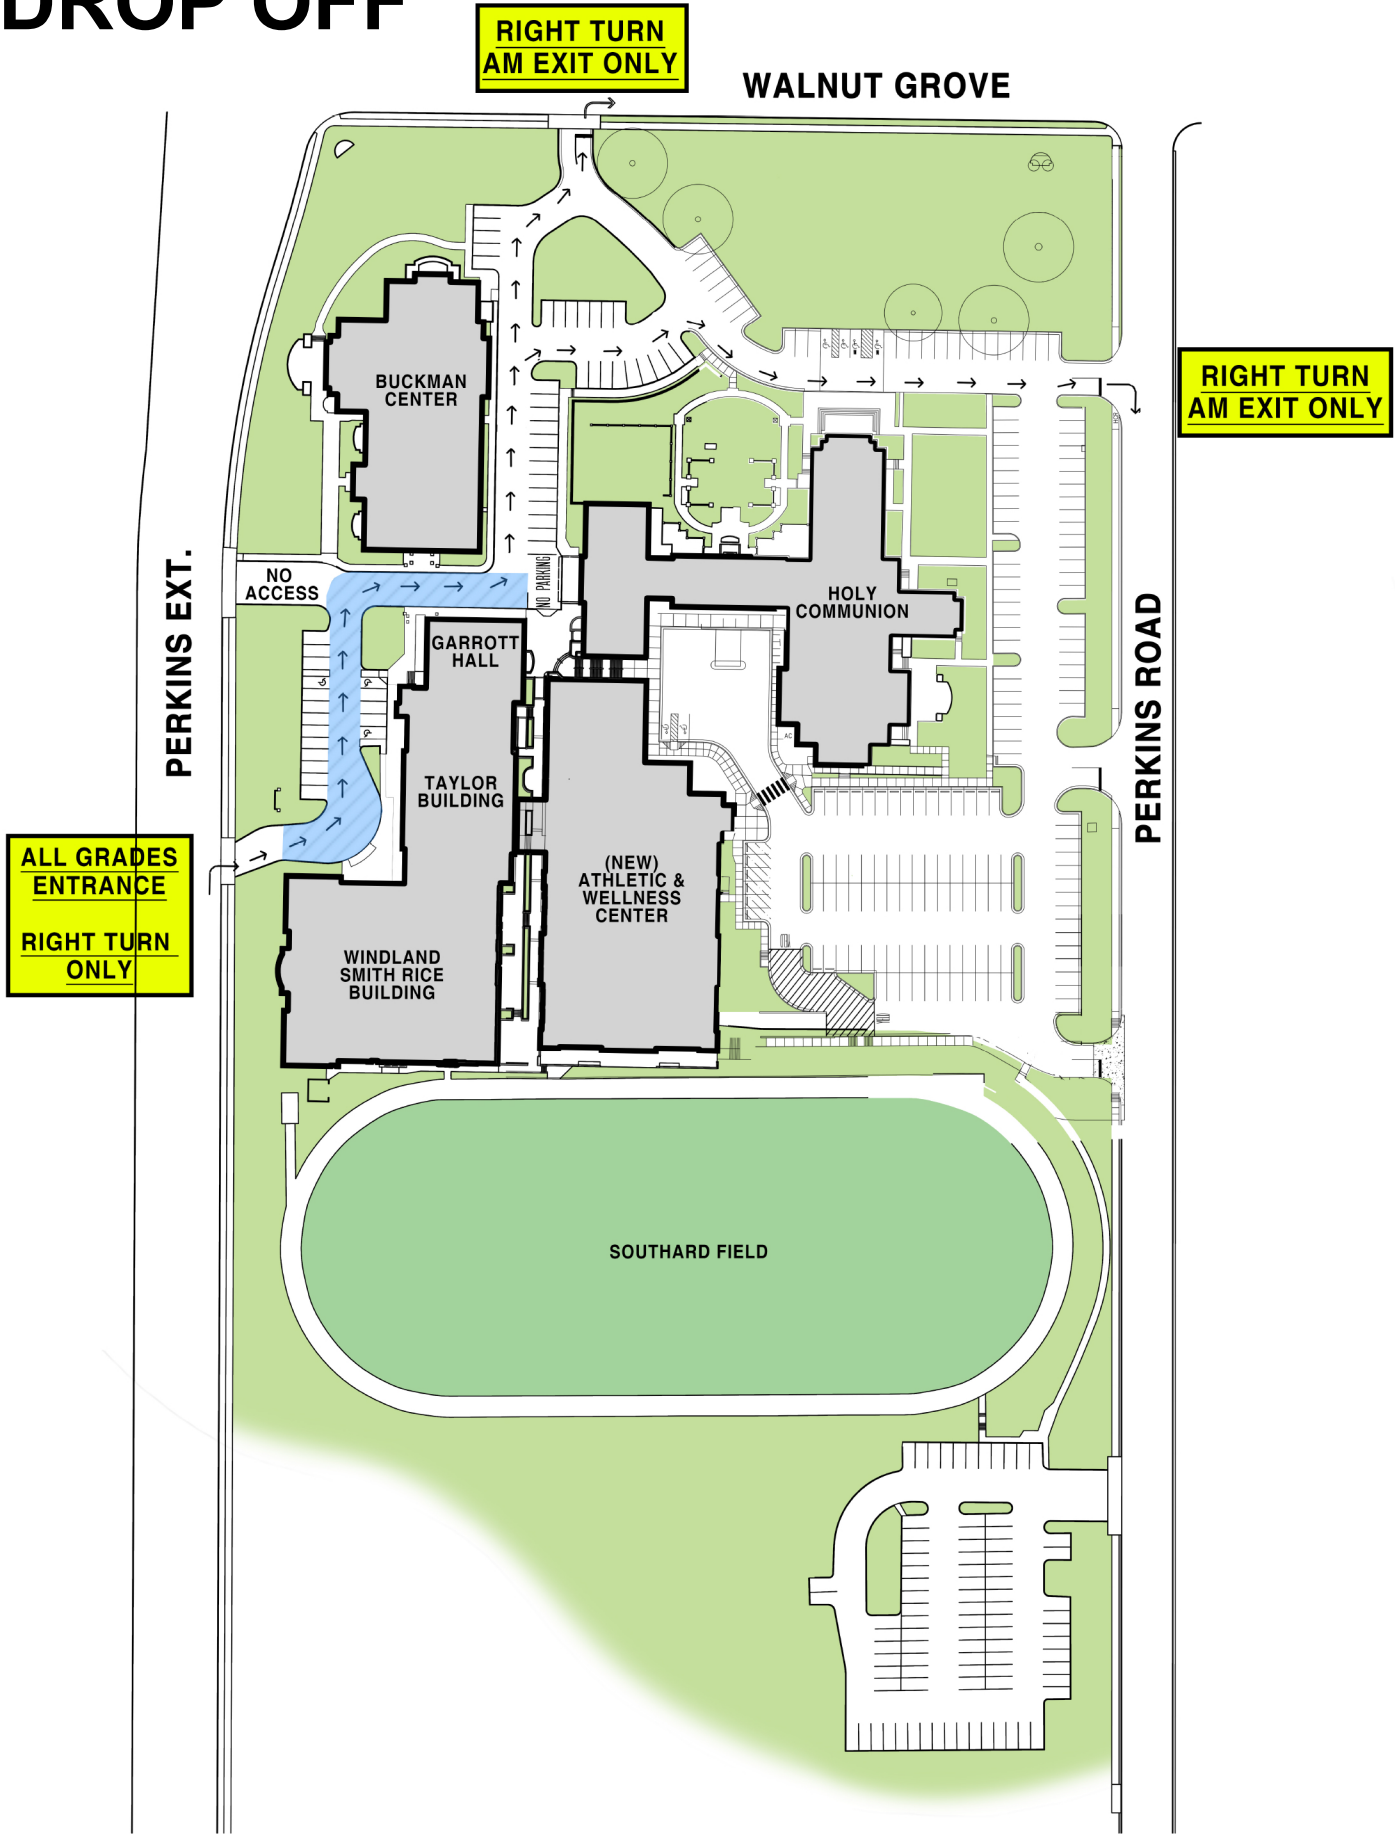 DROP OFF
RIGHT TURN
AM EXIT ONLY
WALNUT GROVE
RIGHT TURN
AM EXIT ONLY
BUCKMAN
CENTER
NO
ACCESS
NO PARKING
HOLY
COMMUNION
GARROTT
HALL
PERKINS EXT.
PERKINS ROAD
AC
TAYLOR
BUILDING
ALL GRADES
ENTRANCE
RIGHT TURN
ONLY
(NEW)
ATHLETIC &
WELLNESS
CENTER
WINDLAND
SMITH RICE
BUILDING
SOUTHARD FIELD